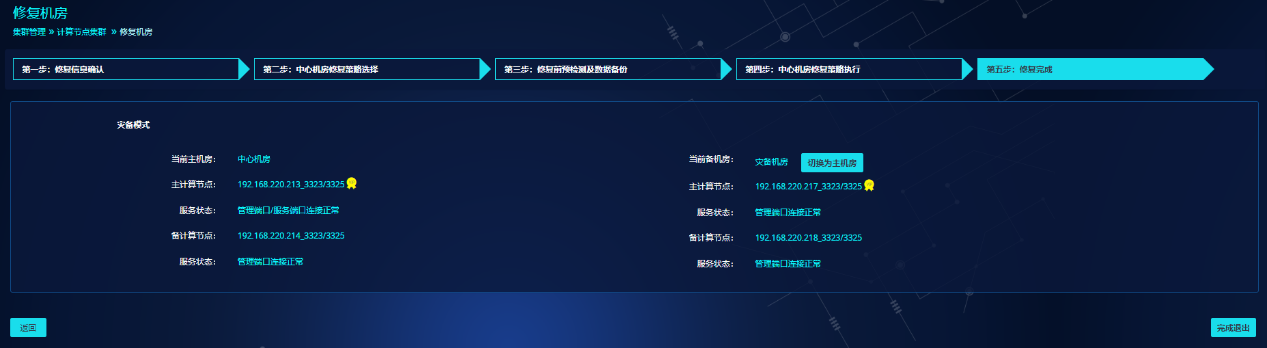 修复机房
集群管理 » 计算节点集群 » 修复机房
第一步：修复信息确认
第二步：中心机房修复策略选择
第三步：修复前预检测及数据备份
第四步：中心机房修复策略执行
第五步：修复完成
灾备模式
当前主机房： 中心机房
主计算节点： 192.168.220.213_3323/3325
服务状态： 管理端口/服务端口连接正常
备计算节点： 192.168.220.214_3323/3325
服务状态： 管理端口连接正常
当前备机房： 灾备机房 切换为主机房
主计算节点： 192.168.220.217_3323/3325
服务状态： 管理端口连接正常
备计算节点： 192.168.220.218_3323/3325
服务状态： 管理端口连接正常
返回
完成退出